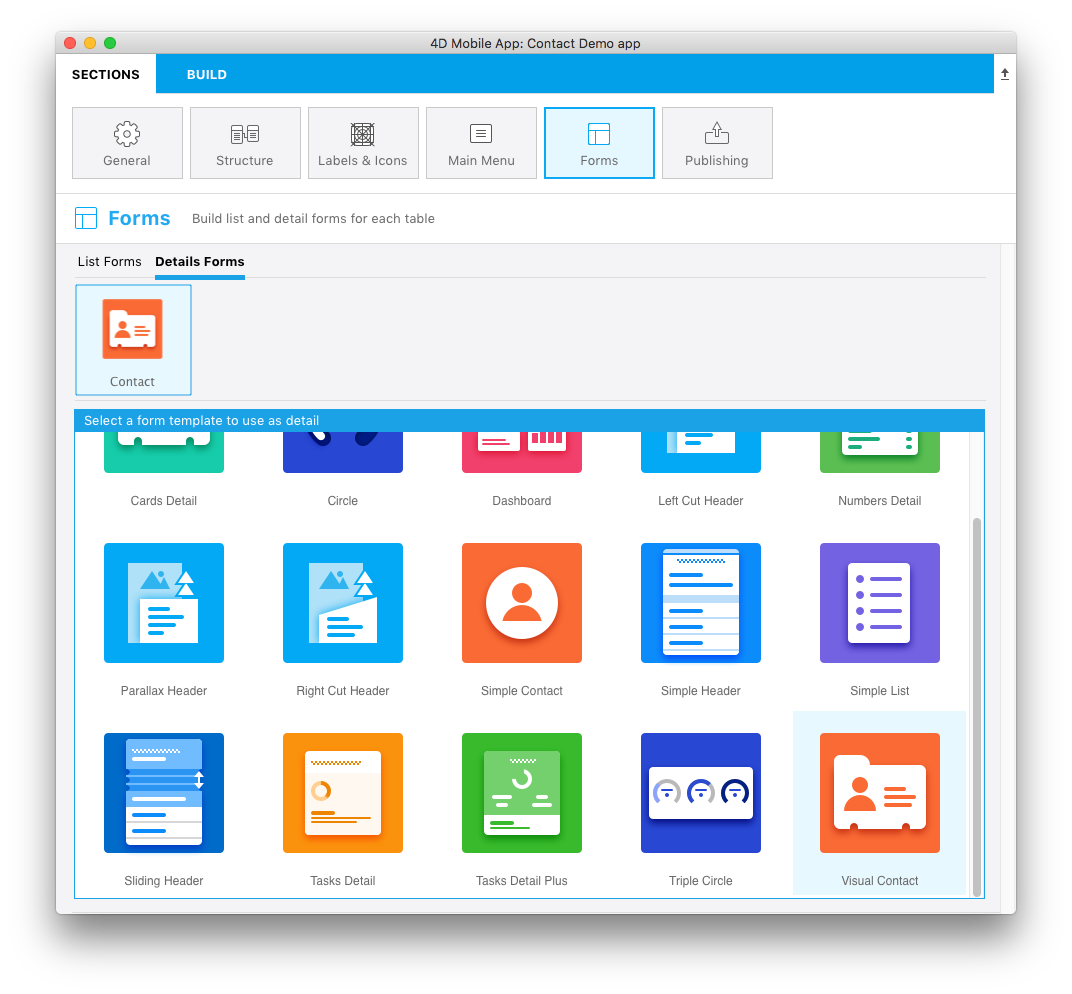 4D Mobile App: Contact Demo app
SECTIONS BUILD
General Structure Labels & Icons Main Menu Forms Publishing
Forms Build list and detail forms for each table
List Forms Details Forms
Contact
Select a form template to use as detail
Cards Detail Circle Dashboard Left Cut Header Numbers Detail
Parallax Header Right Cut Header Simple Contact Simple Header Simple List
Sliding Header Tasks Detail Tasks Detail Plus Triple Circle Visual Contact